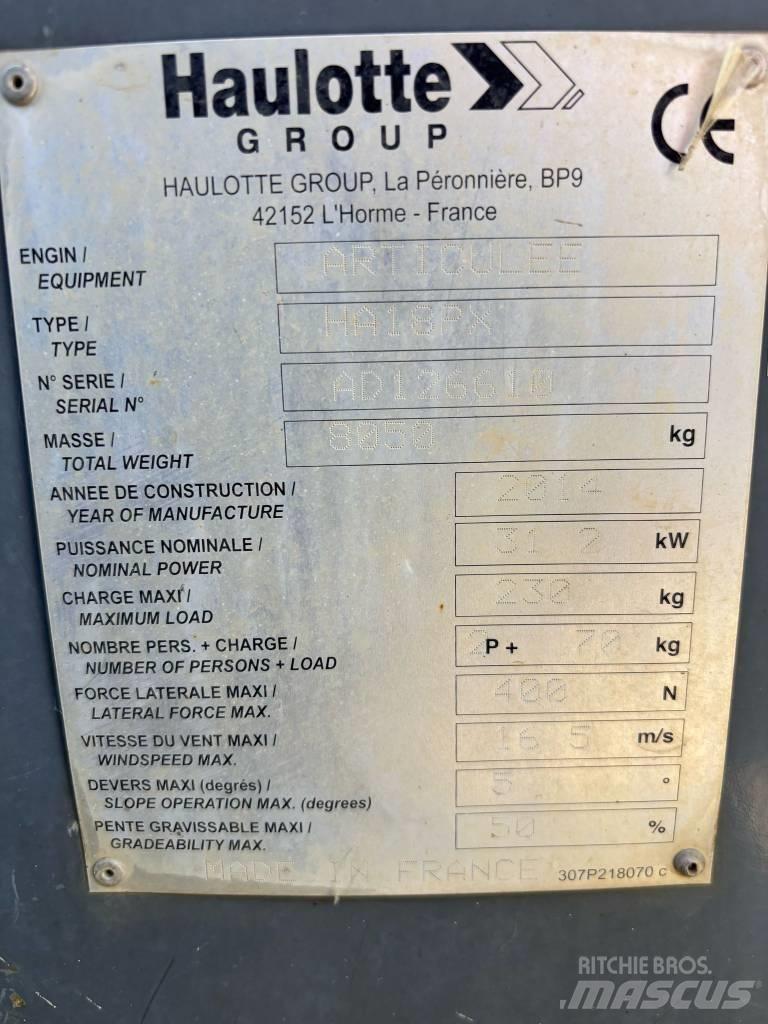 Haulotte
GROUP
CE
HAULOTTE GROUP, La Péronnière, BP9
42152 L'Horme - France
ENGIN / ARTICULEE
EQUIPMENT
TYPE / HA18PX
TYPE
N° SERIE / AD126610
SERIAL N°
MASSE / 8050 kg
TOTAL WEIGHT
ANNEE DE CONSTRUCTION / 2014
YEAR OF MANUFACTURE
PUISSANCE NOMINALE / 31 2 kW
NOMINAL POWER
CHARGE MAXI / 230 kg
MAXIMUM LOAD
NOMBRE PERS. + CHARGE / 2P + 70 kg
NUMBER OF PERSONS + LOAD
FORCE LATERALE MAXI / 400 N
LATERAL FORCE MAX.
VITESSE DU VENT MAXI / 16 5 m/s
WINDSPEED MAX.
DEVERS MAXI (degrés) / 5 °
SLOPE OPERATION MAX. (degrees)
PENTE GRAVISSABLE MAXI / 50 %
GRADEABILITY MAX.
MADE IN FRANCE 307P218070 c
RITCHIE BROS.
MASCUS